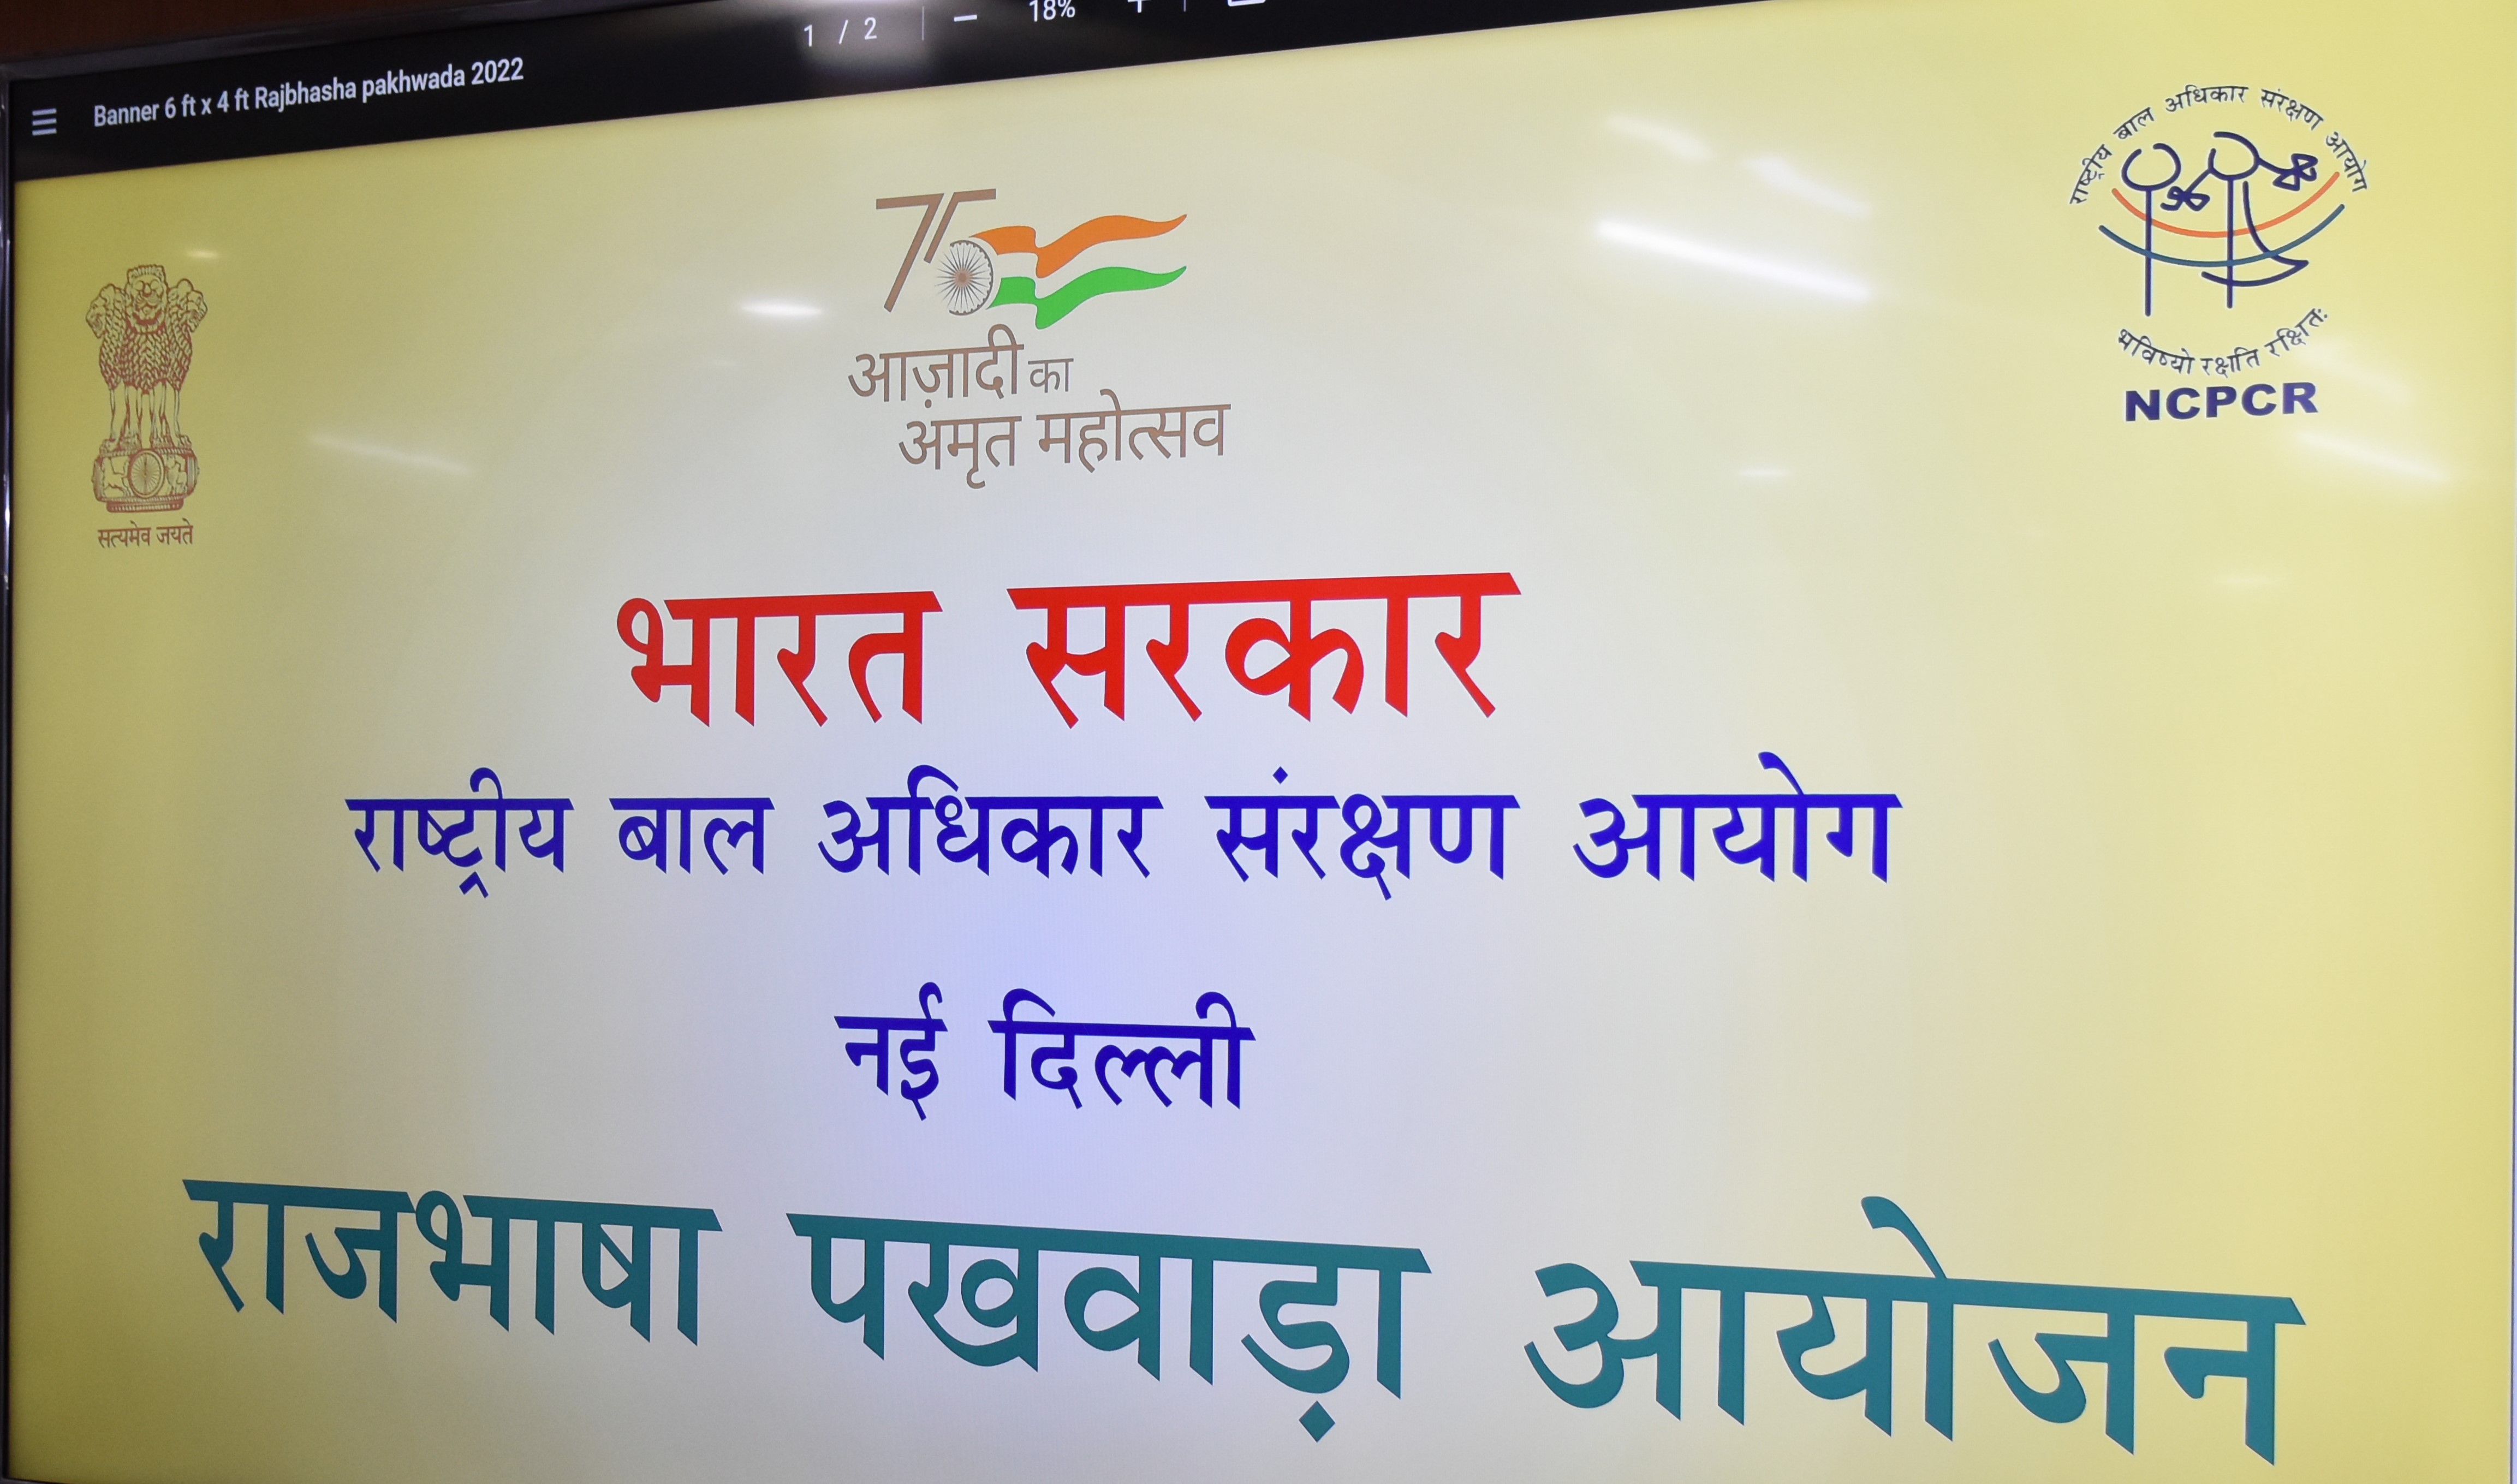 Banner 6 ft x 4 ft Rajbhasha pakhwada 2022
1 / 2
18%
75
आज़ादी का
अमृत महोत्सव
सत्यमेव जयते
राष्ट्रीय बाल अधिकार संरक्षण आयोग
भविष्यो रक्षति रक्षितः
NCPCR
भारत सरकार
राष्ट्रीय बाल अधिकार संरक्षण आयोग
नई दिल्ली
राजभाषा पखवाड़ा आयोजन